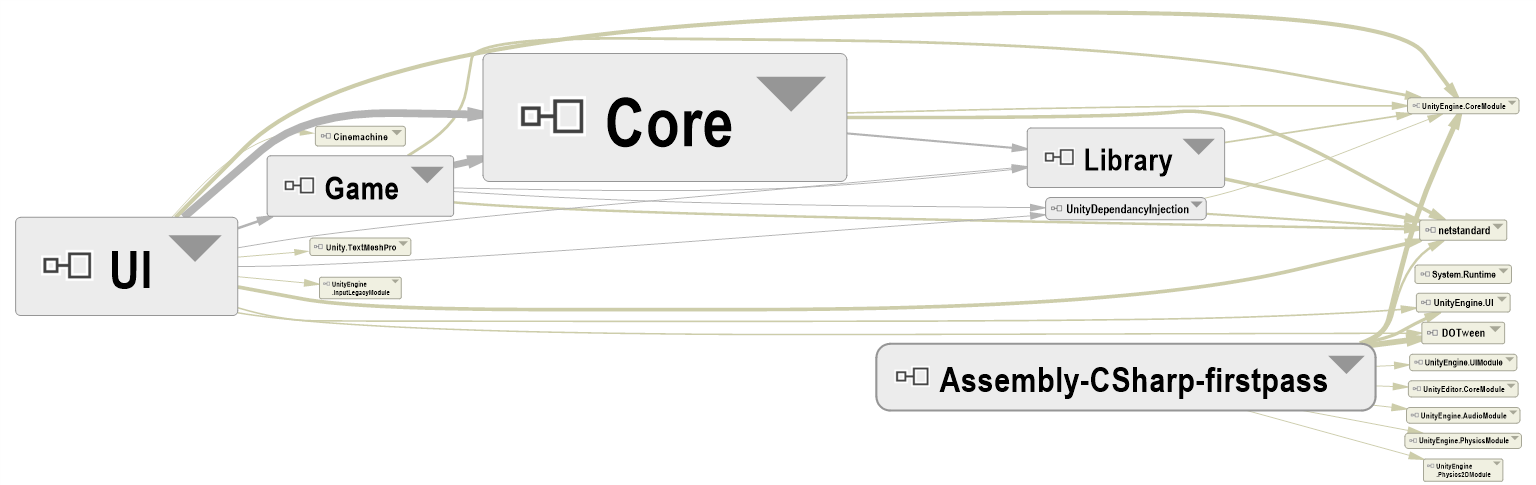 Core
UnityEngine.CoreModule
Cinemachine
Library
Game
UnityDependancyInjection
netstandard
Unity.TextMeshPro
UI
System.Runtime
UnityEngine
.InputLegacyModule
UnityEngine.UI
DOTween
UnityEngine.UIModule
Assembly-CSharp-firstpass
UnityEditor.CoreModule
UnityEngine.AudioModule
UnityEngine.PhysicsModule
UnityEngine
.Physics2DModule